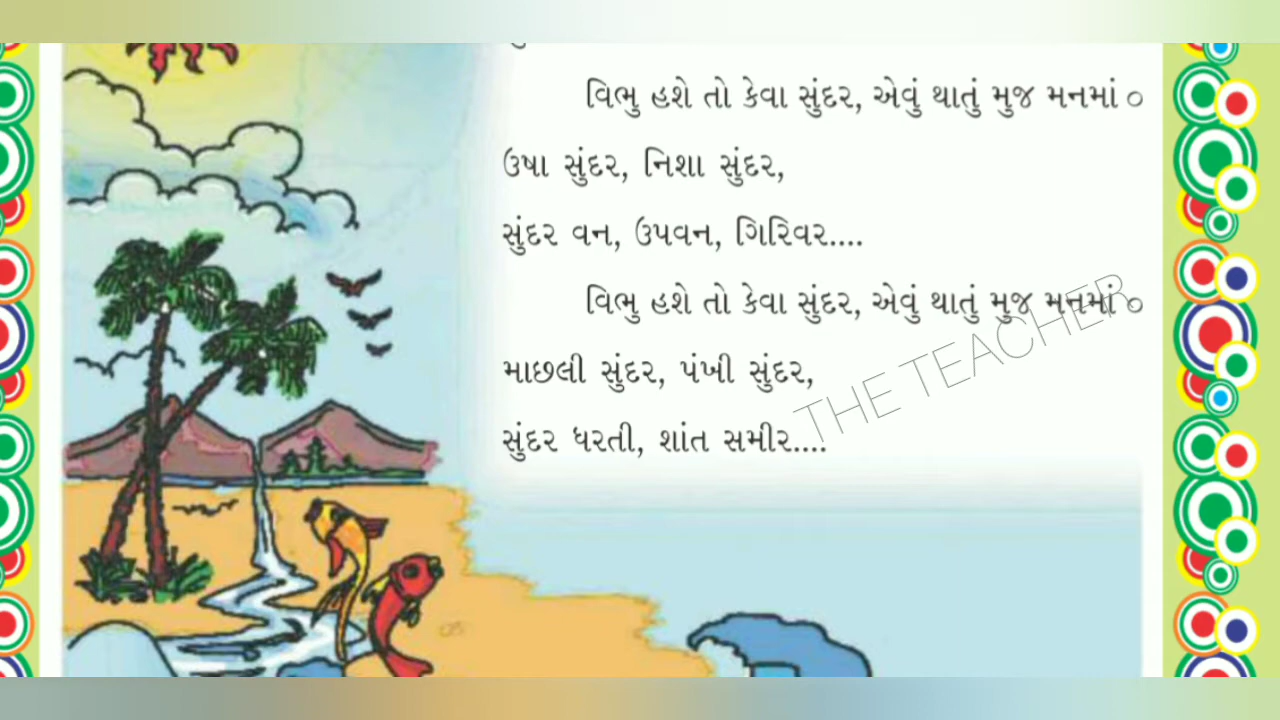 વિભુ હશે તો કેવા સુંદર, એવું થાતું મુજ મનમાં ૦
ઉષા સુંદર, નિશા સુંદર,
સુંદર વન, ઉપવન, ગિરિવર....
વિભુ હશે તો કેવા સુંદર, એવું થાતું મુજ મનમાં ૦
માછલી સુંદર, પંખી સુંદર,
સુંદર ધરતી, શાંત સમીર....
THE TEACHER